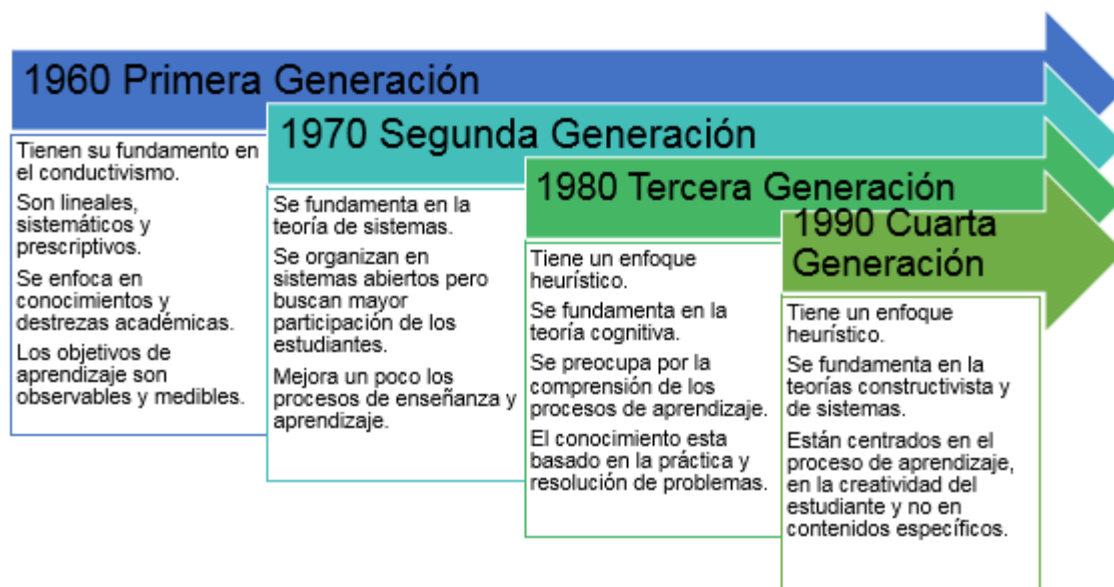 1960 Primera Generación
Tienen su fundamento en
el conductivismo.
Son lineales,
sistemáticos y
prescriptivos.
Se enfoca en
conocimientos y
destrezas académicas.
Los objetivos de
aprendizaje son
observables y medibles.
1970 Segunda Generación
Se fundamenta en la
teoría de sistemas.
Se organizan en
sistemas abiertos pero
buscan mayor
participación de los
estudiantes.
Mejora un poco los
procesos de enseñanza y
aprendizaje.
1980 Tercera Generación
Tiene un enfoque
heurístico.
Se fundamenta en la
teoría cognitiva.
Se preocupa por la
comprensión de los
procesos de aprendizaje.
El conocimiento esta
basado en la práctica y
resolución de problemas.
1990 Cuarta
Generación
Tiene un enfoque
heurístico.
Se fundamenta en la
teorías constructivista y
de sistemas.
Están centrados en el
proceso de aprendizaje,
en la creatividad del
estudiante y no en
contenidos específicos.